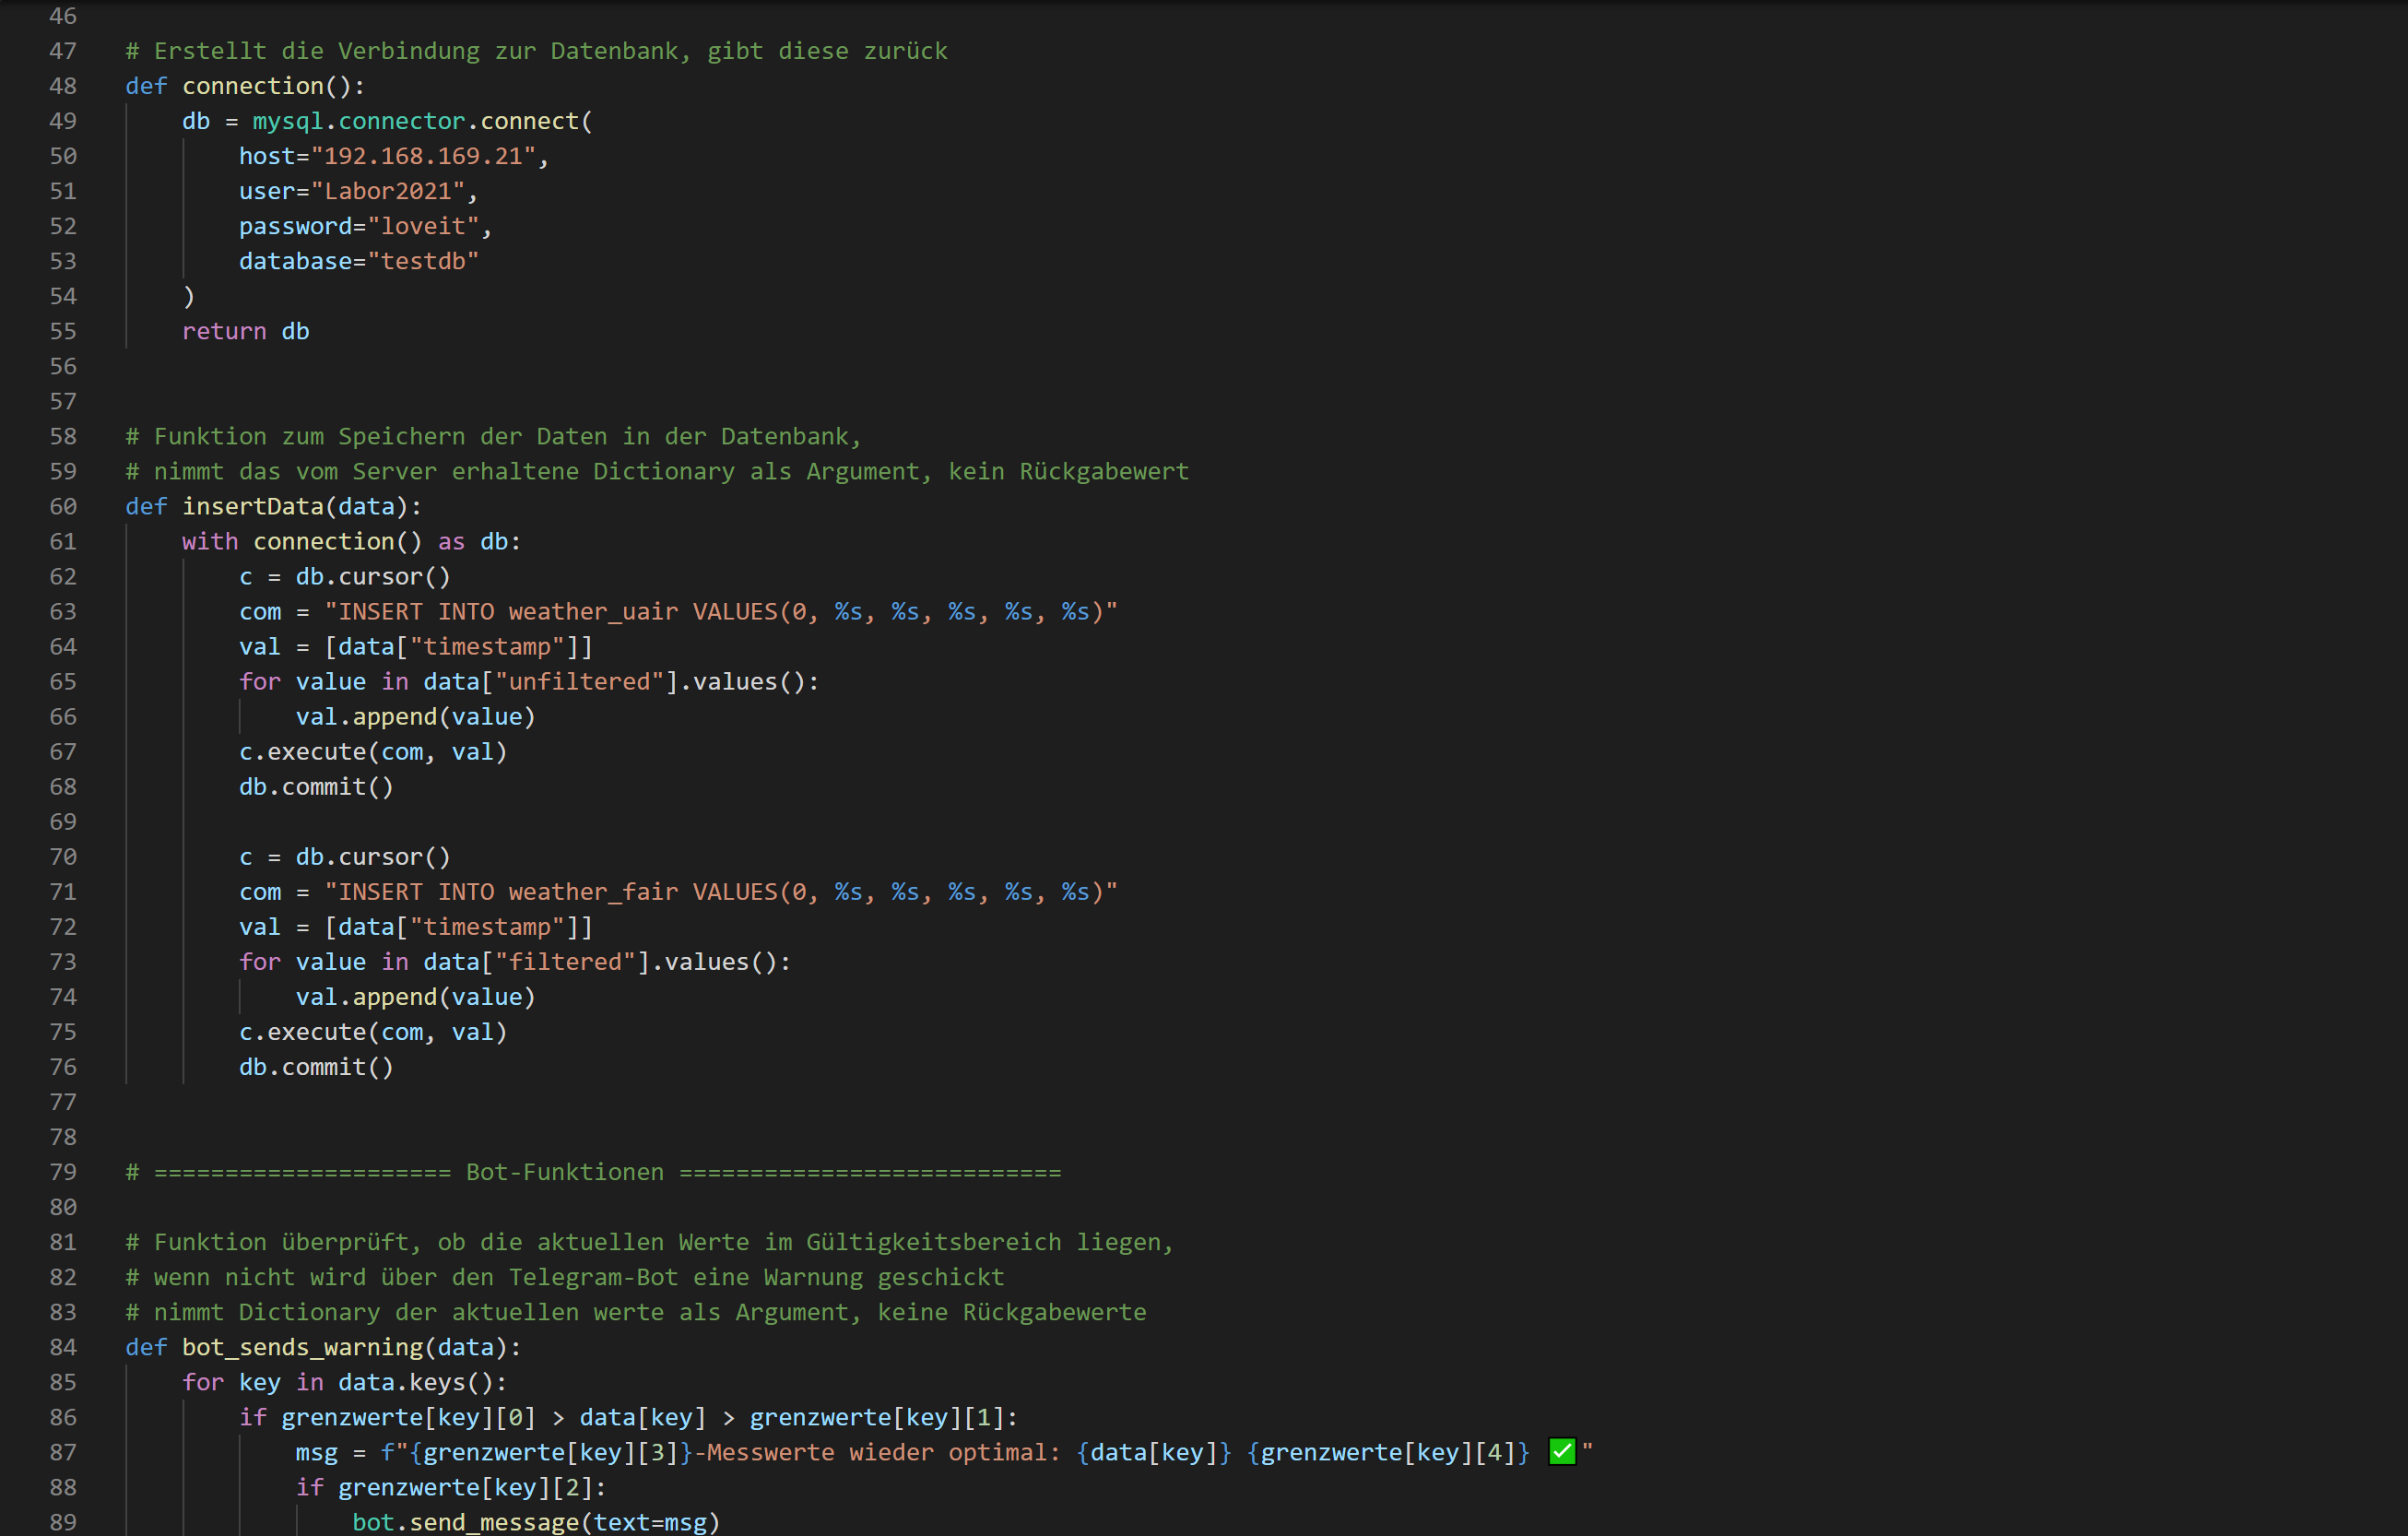 46
47 # Erstellt die Verbindung zur Datenbank, gibt diese zurück
48 def connection():
49     db = mysql.connector.connect(
50         host="192.168.169.21",
51         user="Labor2021",
52         password="loveit",
53         database="testdb"
54     )
55     return db
56
57
58 # Funktion zum Speichern der Daten in der Datenbank,
59 # nimmt das vom Server erhaltene Dictionary als Argument, kein Rückgabewert
60 def insertData(data):
61     with connection() as db:
62         c = db.cursor()
63         com = "INSERT INTO weather_uair VALUES(0, %s, %s, %s, %s, %s)"
64         val = [data["timestamp"]]
65         for value in data["unfiltered"].values():
66             val.append(value)
67         c.execute(com, val)
68         db.commit()
69
70         c = db.cursor()
71         com = "INSERT INTO weather_fair VALUES(0, %s, %s, %s, %s, %s)"
72         val = [data["timestamp"]]
73         for value in data["filtered"].values():
74             val.append(value)
75         c.execute(com, val)
76         db.commit()
77
78
79 # ===================== Bot-Funktionen ===========================
80
81 # Funktion überprüft, ob die aktuellen Werte im Gültigkeitsbereich liegen,
82 # wenn nicht wird über den Telegram-Bot eine Warnung geschickt
83 # nimmt Dictionary der aktuellen werte als Argument, keine Rückgabewerte
84 def bot_sends_warning(data):
85     for key in data.keys():
86         if grenzwerte[key][0] > data[key] > grenzwerte[key][1]:
87             msg = f"{grenzwerte[key][3]}-Messwerte wieder optimal: {data[key]} {grenzwerte[key][4]} ✅"
88             if grenzwerte[key][2]:
89                 bot.send_message(text=msg)